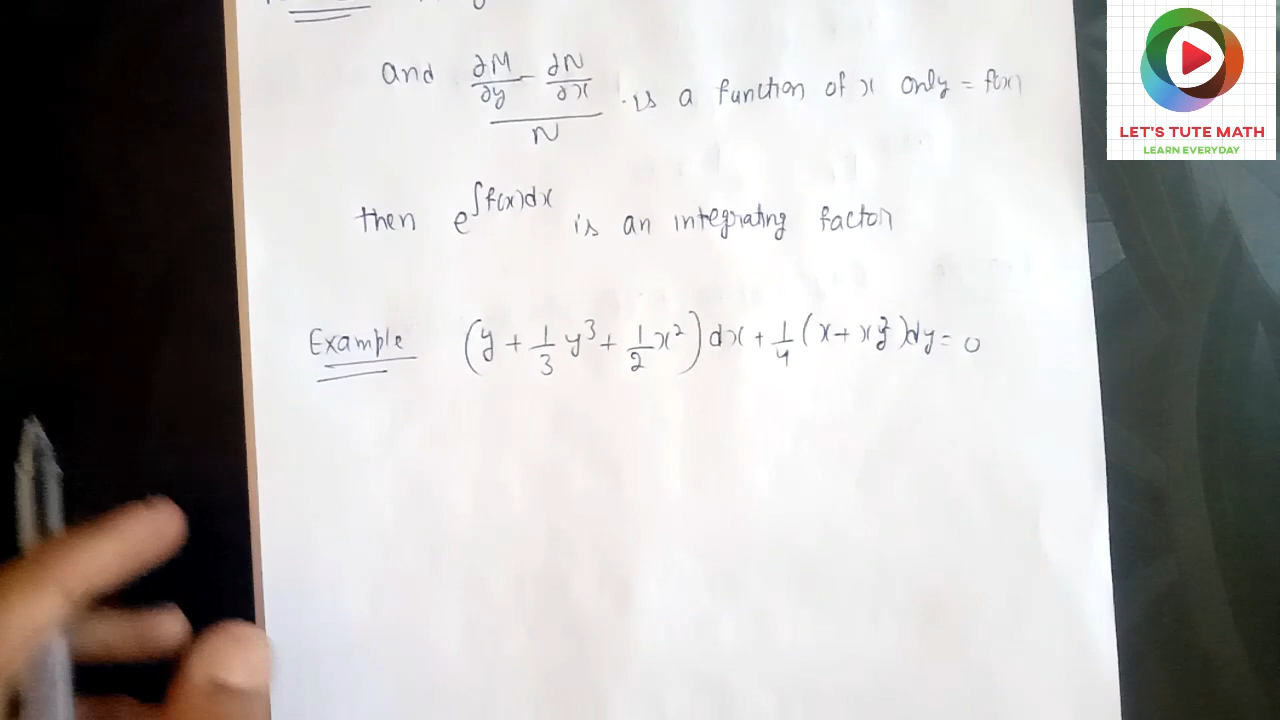 and ∂M/∂y - ∂N/∂x / N is a function of x only = f(x)
then e^∫f(x)dx is an integrating factor
Example (y + 1/3 y³ + 1/2 x²) dx + 1/4 (x + xy²) dy = 0
LET'S TUTE MATH
LEARN EVERYDAY